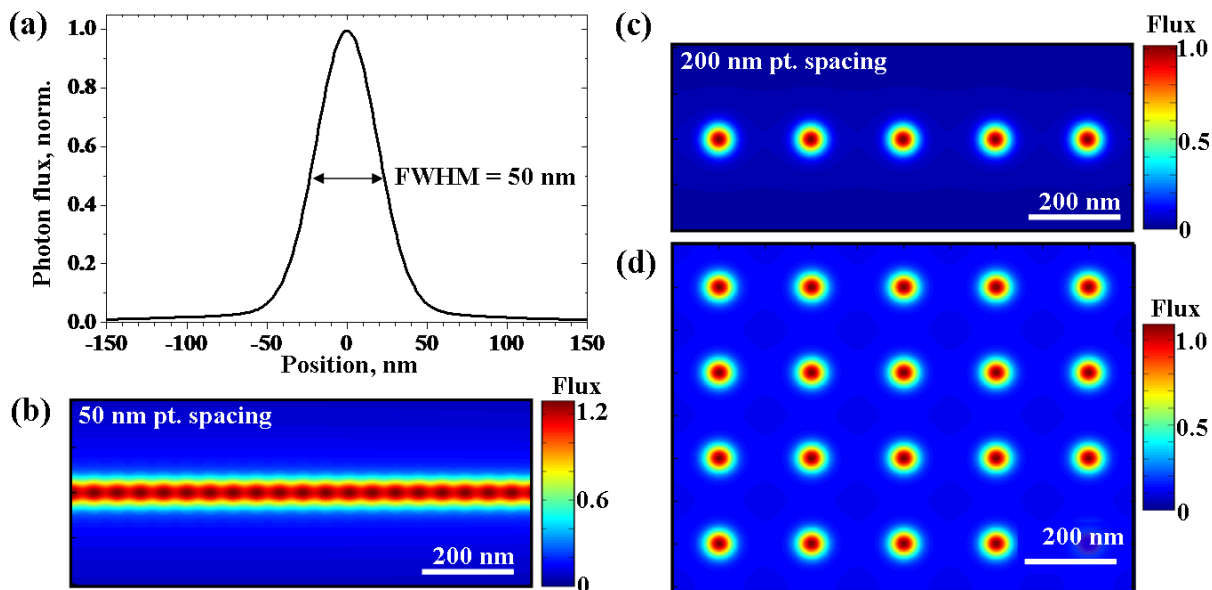 (a)
Photon flux, norm.
1.0
0.8
0.6
0.4
0.2
0.0
FWHM = 50 nm
-150 -100 -50 0 50 100 150
Position, nm
(b)
50 nm pt. spacing
200 nm
Flux
1.2
0.6
0
(c)
200 nm pt. spacing
200 nm
Flux
1.0
0.5
0
(d)
200 nm
Flux
1.0
0.5
0